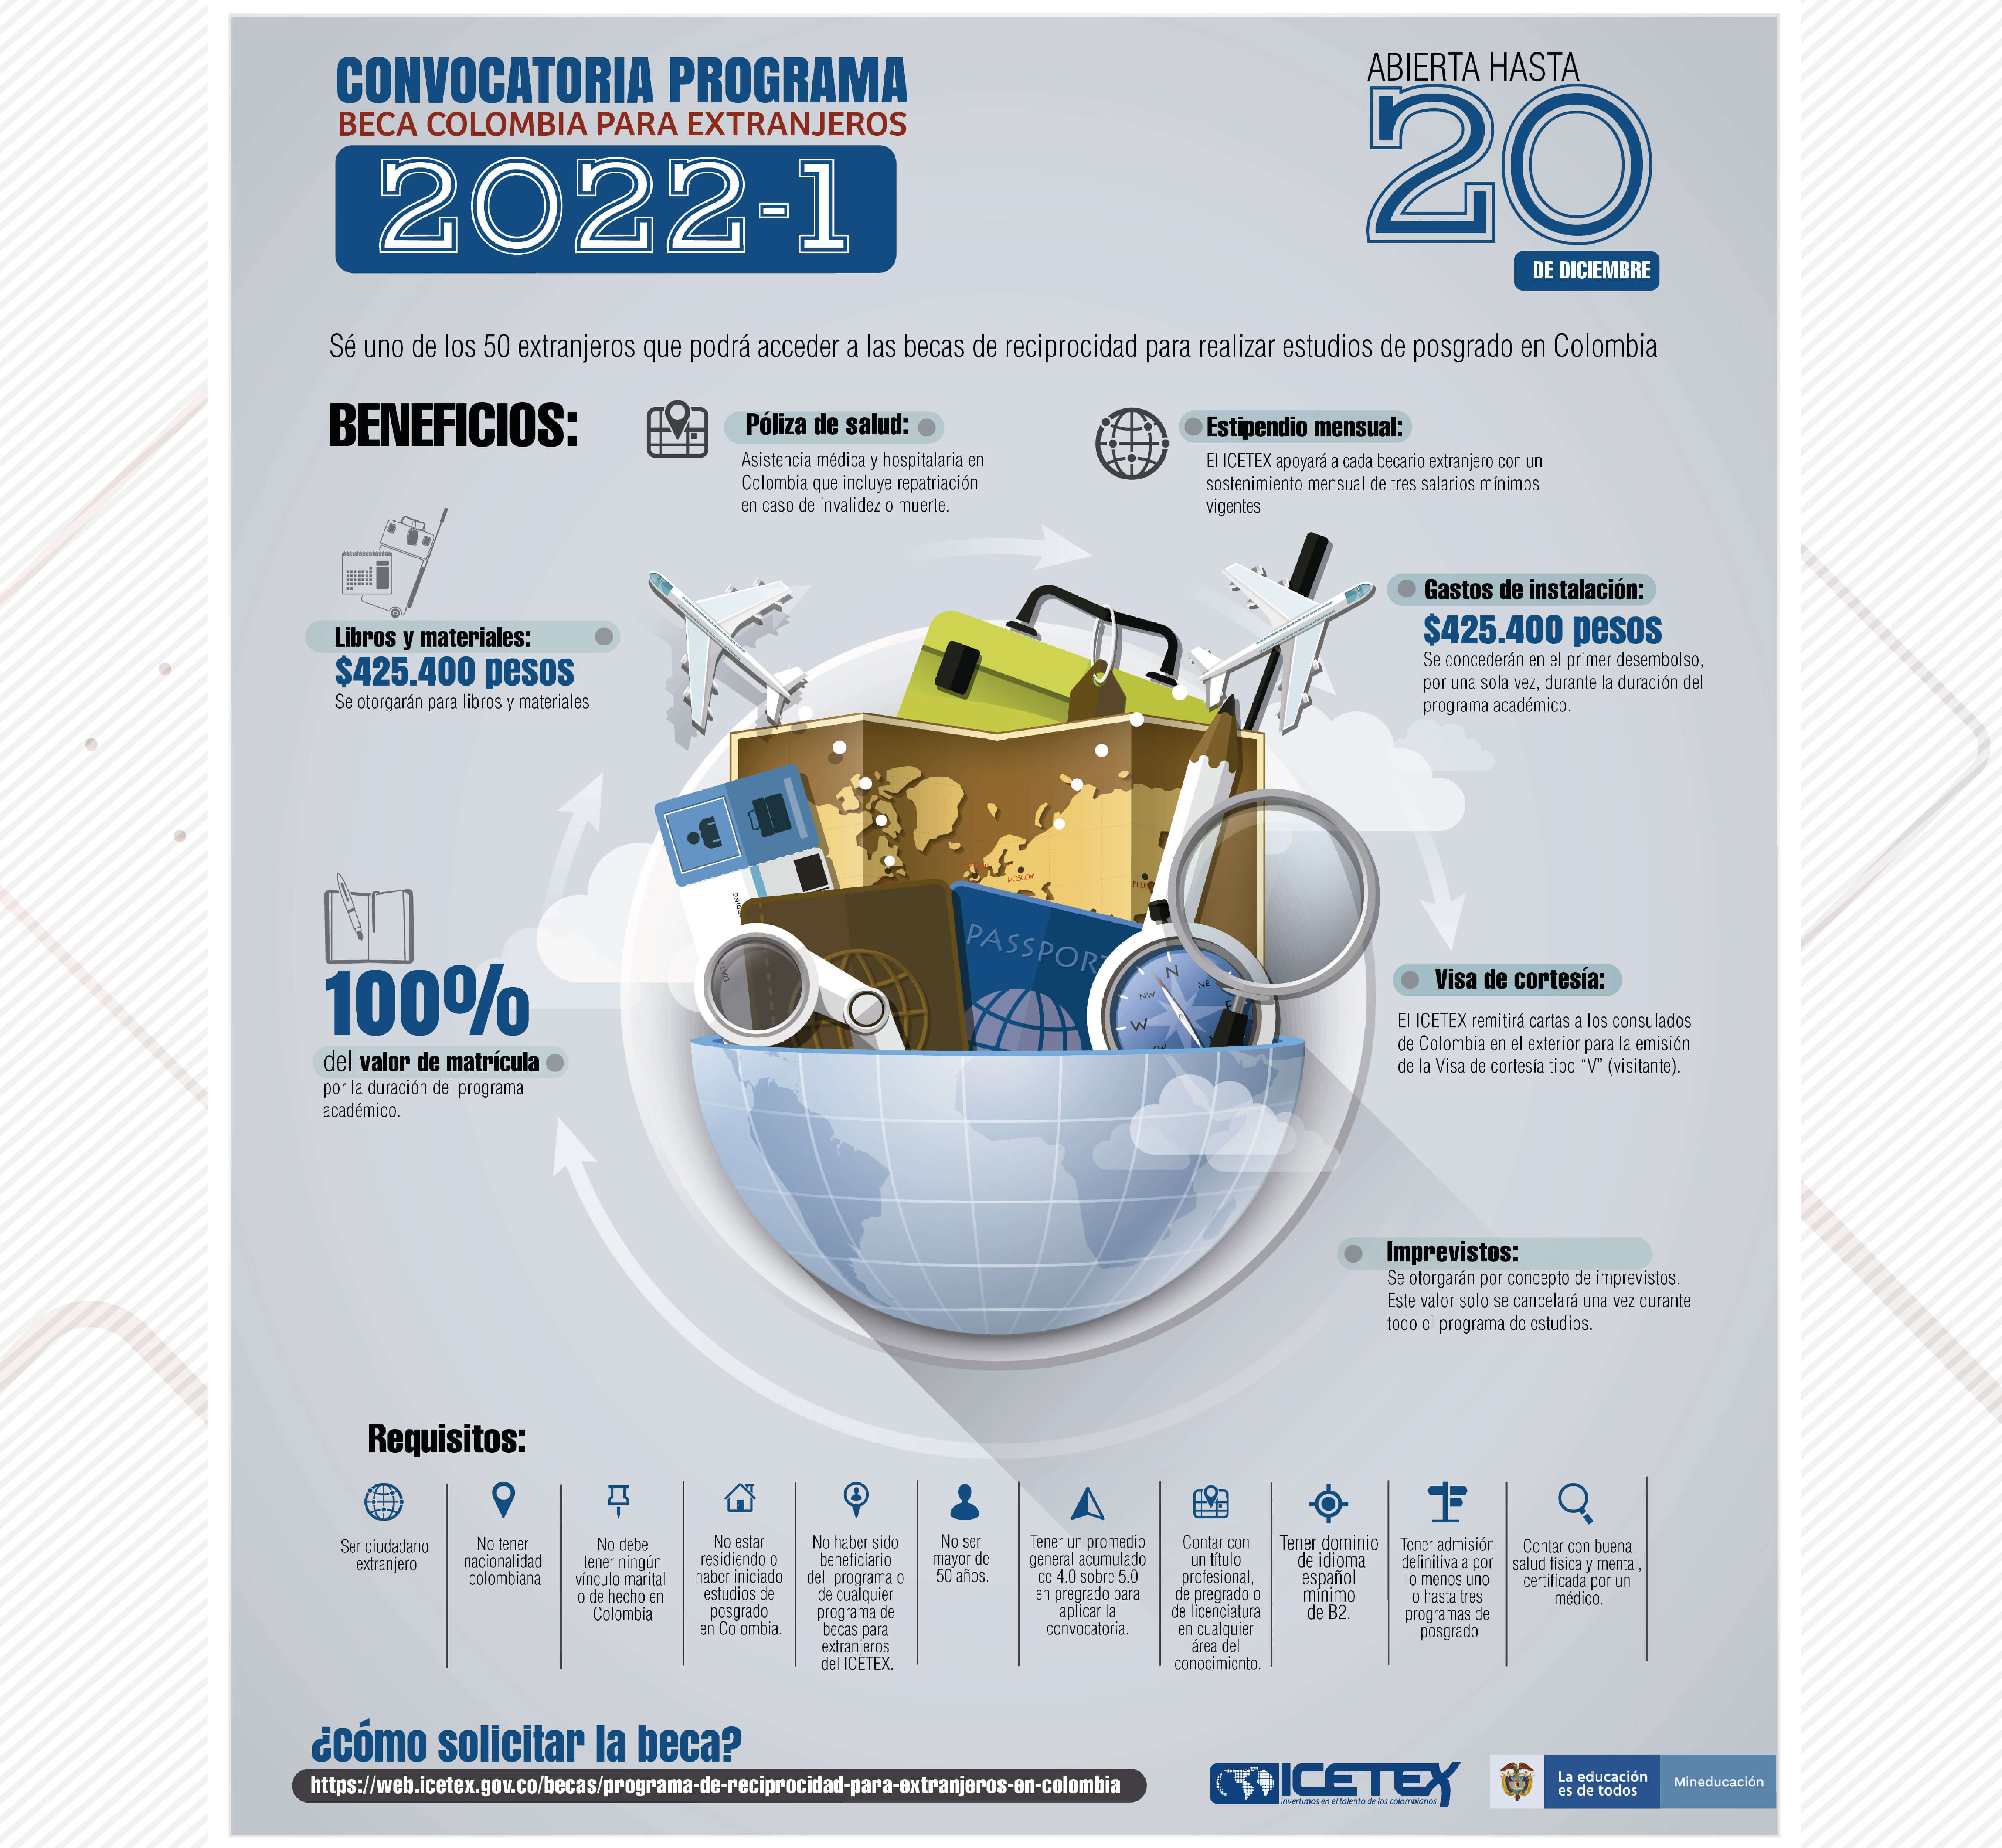 CONVOCATORIA PROGRAMA
BECA COLOMBIA PARA EXTRANJEROS
2022-1
ABIERTA HASTA
20
DE DICIEMBRE
Sé uno de los 50 extranjeros que podrá acceder a las becas de reciprocidad para realizar estudios de posgrado en Colombia
BENEFICIOS:
Póliza de salud:
Asistencia médica y hospitalaria en
Colombia que incluye repatriación
en caso de invalidez o muerte.
Estipendio mensual:
El ICETEX apoyará a cada becario extranjero con un
sostenimiento mensual de tres salarios mínimos
vigentes
Libros y materiales:
$425.400 pesos
Se otorgarán para libros y materiales
Gastos de instalación:
$425.400 pesos
Se concederán en el primer desembolso,
por una sola vez, durante la duración del
programa académico.
MOSCOW
PASSPORT
N
NE
NW
W
E
SW
100%
del valor de matrícula
por la duración del programa
académico.
Visa de cortesía:
El ICETEX remitirá cartas a los consulados
de Colombia en el exterior para la emisión
de la Visa de cortesía tipo “V” (visitante).
Imprevistos:
Se otorgarán por concepto de imprevistos.
Este valor solo se cancelará una vez durante
todo el programa de estudios.
Requisitos:
Ser ciudadano
extranjero
No tener
nacionalidad
colombiana
No debe
tener ningún
vínculo marital
o de hecho en
Colombia
No estar
residiendo o
haber iniciado
estudios de
posgrado
en Colombia.
No haber sido
beneficiario
del programa o
de cualquier
programa de
becas para
extranjeros
del ICETEX.
No ser
mayor de
50 años.
Tener un promedio
general acumulado
de 4.0 sobre 5.0
en pregrado para
aplicar la
convocatoria.
Contar con
un título
profesional,
de pregrado o
de licenciatura
en cualquier
área del
conocimiento.
Tener dominio
de idioma
español
mínimo
de B2.
Tener admisión
definitiva a por
lo menos uno
o hasta tres
programas de
posgrado
Contar con buena
salud física y mental,
certificada por un
médico.
¿Cómo solicitar la beca?
https://web.icetex.gov.co/becas/programa-de-reciprocidad-para-extranjeros-en-colombia
ICETEX
Invertimos en el talento de los colombianos
La educación
es de todos
Mineducación